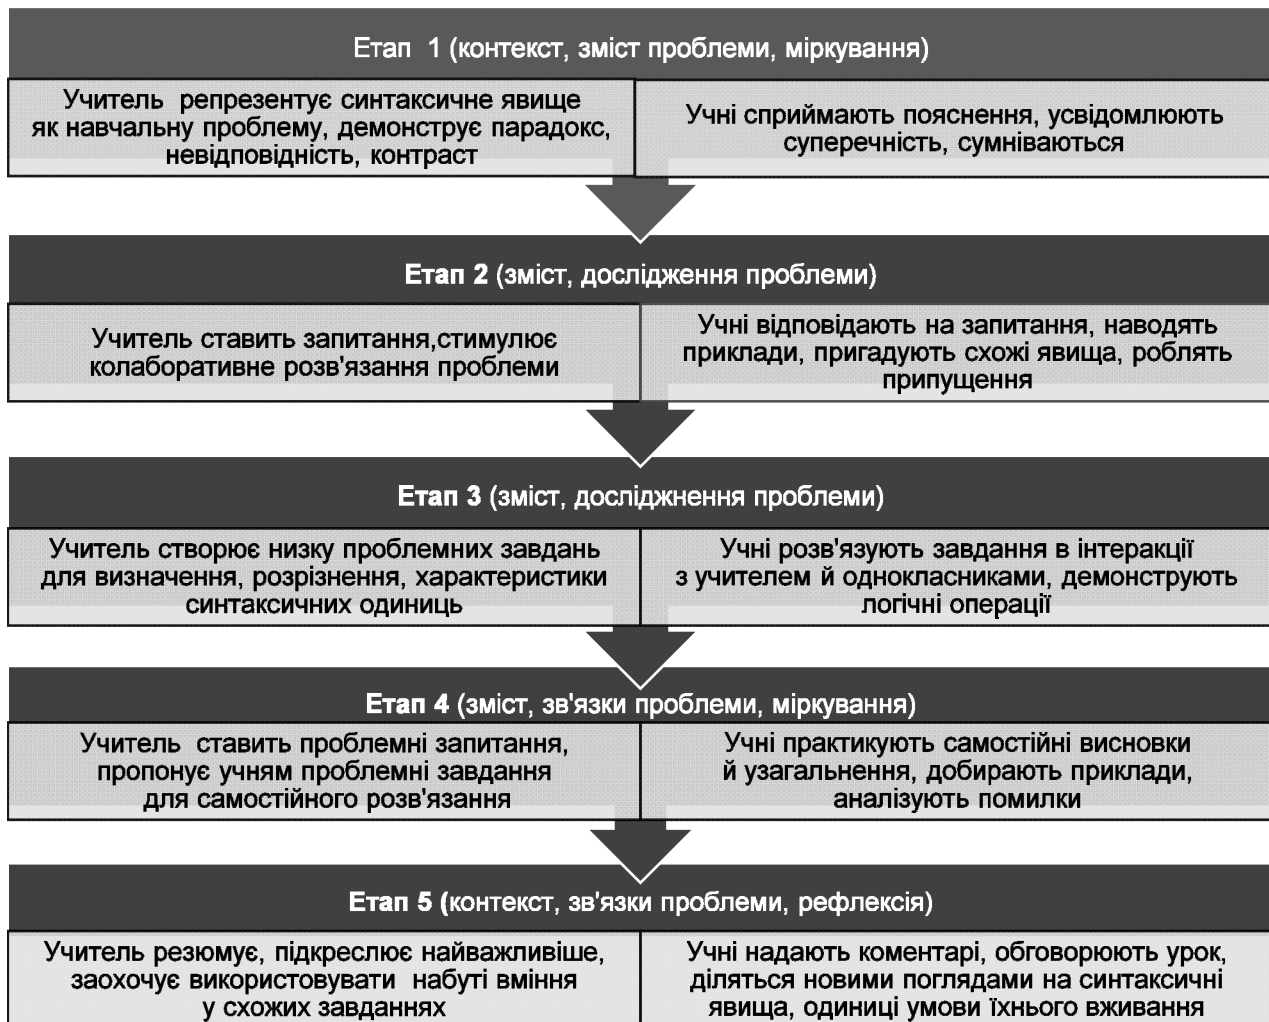 Етап 1 (контекст, зміст проблеми, міркування)
Учитель репрезентує синтаксичне явище
як навчальну проблему, демонструє парадокс,
невідповідність, контраст
Учні сприймають пояснення, усвідомлюють
суперечність, сумніваються
Етап 2 (зміст, дослідження проблеми)
Учитель ставить запитання,стимулює
колаборативне розв'язання проблеми
Учні відповідають на запитання, наводять
приклади, пригадують схожі явища, роблять
припущення
Етап 3 (зміст, досліджнення проблеми)
Учитель створює низку проблемних завдань
для визначення, розрізнення, характеристики
синтаксичних одиниць
Учні розв'язують завдання в інтеракції
з учителем й однокласниками, демонструють
логічні операції
Етап 4 (зміст, зв'язки проблеми, міркування)
Учитель ставить проблемні запитання,
пропонує учням проблемні завдання
для самостійного розв'язання
Учні практикують самостійні висновки
й узагальнення, добирають приклади,
аналізують помилки
Етап 5 (контекст, зв'язки проблеми, рефлексія)
Учитель резюмує, підкреслює найважливіше,
заохочує використовувати набуті вміння
у схожих завданнях
Учні надають коментарі, обговорюють урок,
діляться новими поглядами на синтаксичні
явища, одиниці умови їхнього вживання